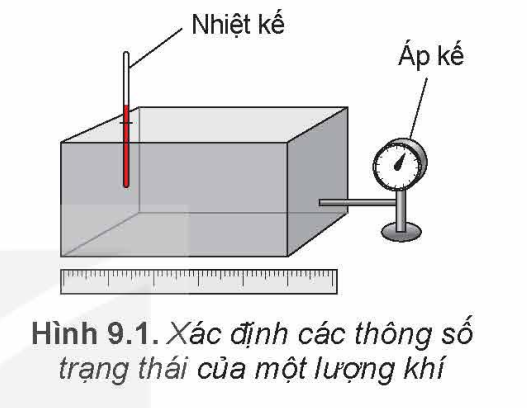 Nhiệt kế
Áp kế
Hình 9.1. Xác định các thông số
trạng thái của một lượng khí